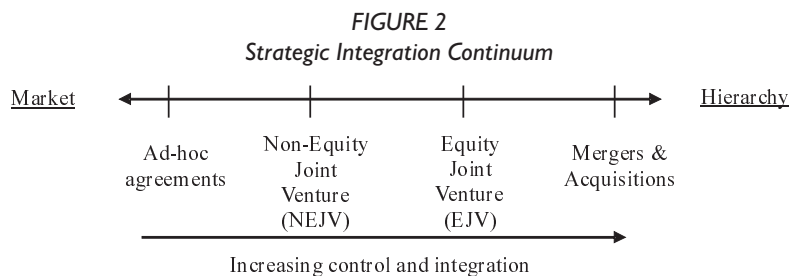 FIGURE 2
Strategic Integration Continuum
Market
Hierarchy
Ad-hoc
agreements
Non-Equity
Joint
Venture
(NEJV)
Equity
Joint
Venture
(EJV)
Mergers &
Acquisitions
Increasing control and integration